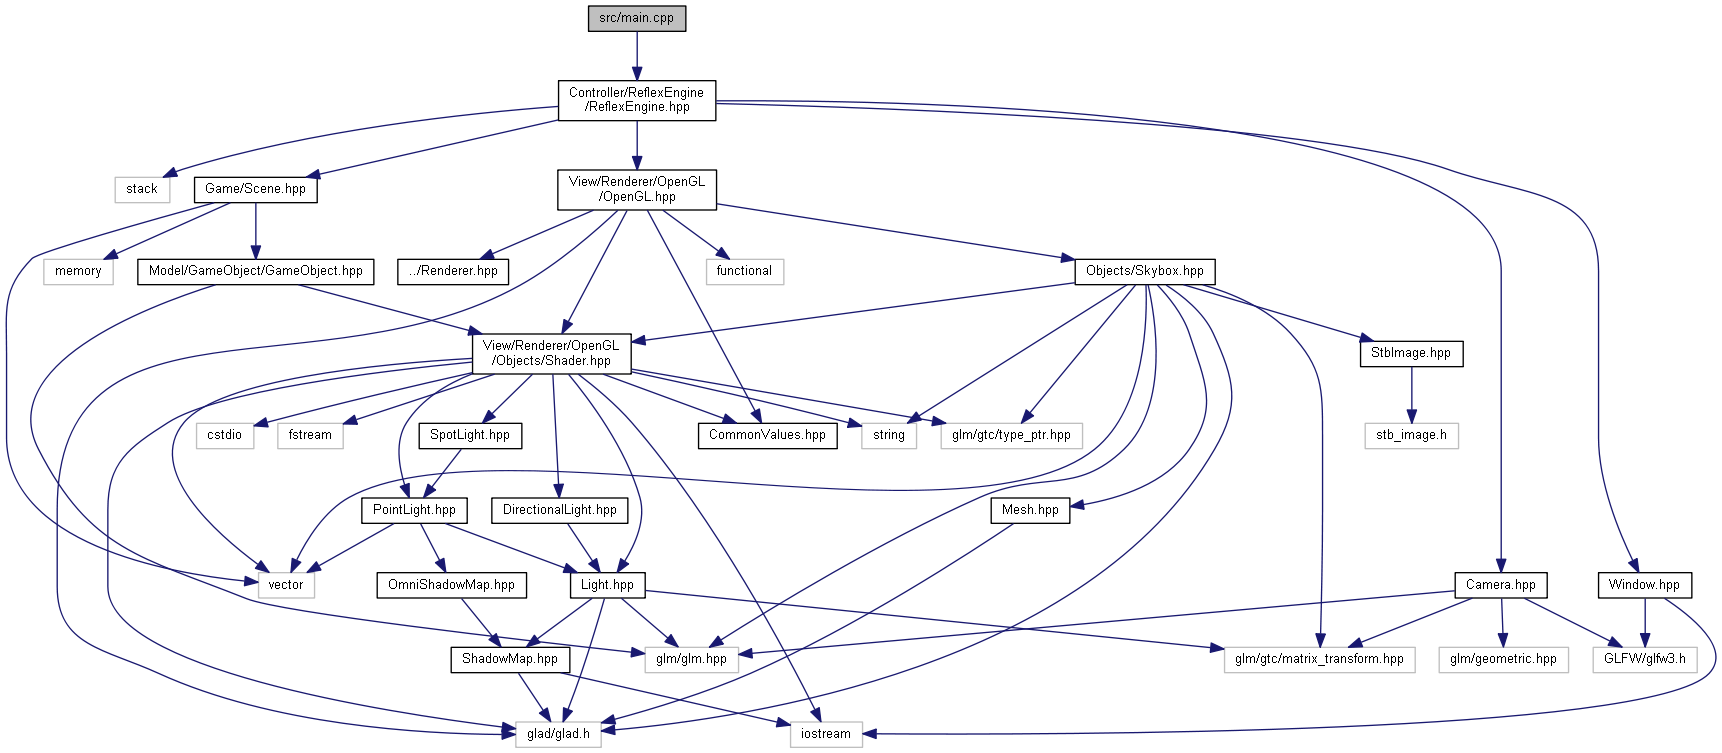 src/main.cpp
Controller/ReflexEngine
/ReflexEngine.hpp
stack
Game/Scene.hpp
View/Renderer/OpenGL
/OpenGL.hpp
memory
Model/GameObject/GameObject.hpp
../Renderer.hpp
functional
Objects/Skybox.hpp
View/Renderer/OpenGL
/Objects/Shader.hpp
StbImage.hpp
cstdio
fstream
SpotLight.hpp
CommonValues.hpp
string
glm/gtc/type_ptr.hpp
stb_image.h
PointLight.hpp
DirectionalLight.hpp
Mesh.hpp
vector
OmniShadowMap.hpp
Light.hpp
Camera.hpp
Window.hpp
ShadowMap.hpp
glm/glm.hpp
glm/gtc/matrix_transform.hpp
glm/geometric.hpp
GLFW/glfw3.h
glad/glad.h
iostream